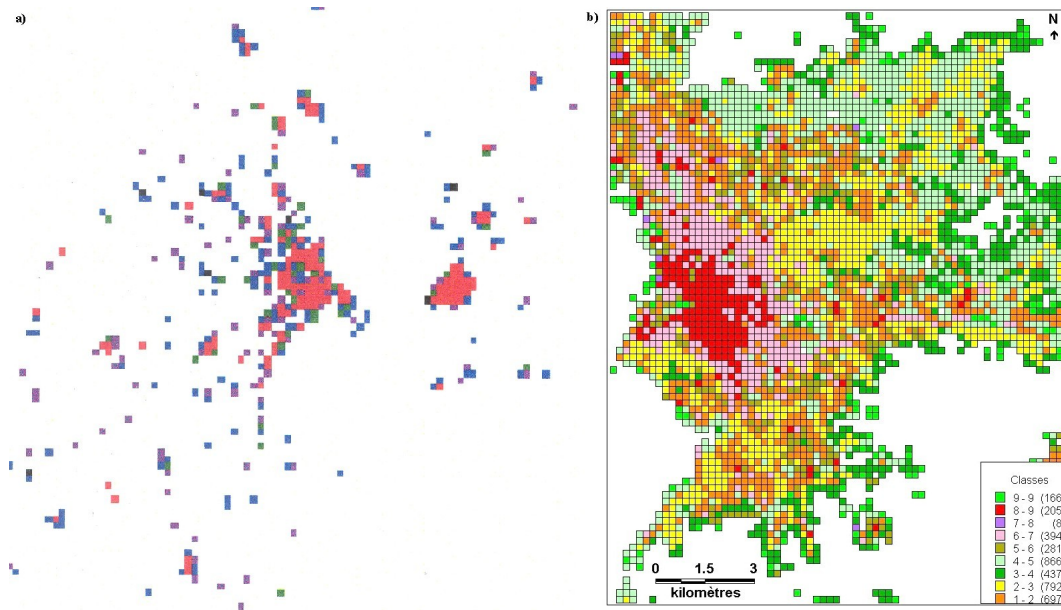 a)
b)
N
0 1.5 3
kilomètres
Classes
9 - 9 (166
8 - 9 (205
7 - 8 (8
6 - 7 (394
5 - 6 (281
4 - 5 (866
3 - 4 (437
2 - 3 (792
1 - 2 (697